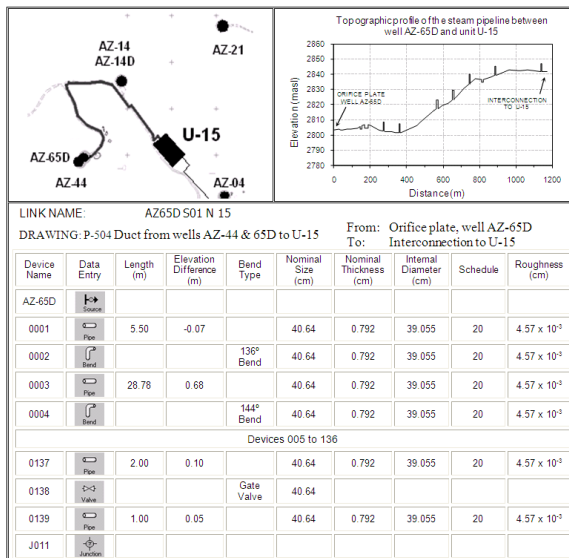 AZ-14
AZ-14D
AZ-21
U-15
AZ-65D
AZ-44
AZ-04
Topographic profile of the steam pipeline between
well AZ-65D and unit U-15
Elevation (masl)
2860
2850
2840
2830
2820
2810
2800
2790
2780
ORIFICE PLATE
WELL AZ-65D
INTERCONNECTION
TO U-15
0 200 400 600 800 1000 1200
Distance (m)
LINK NAME: AZ65D S01 N 15
DRAWING: P-504 Duct from wells AZ-44 & 65D to U-15
From: Orifice plate, well AZ-65D
To: Interconnection to U-15
Device Name Data Entry Length (m) Elevation Difference (m) Bend Type Nominal Size (cm) Nominal Thickness (cm) Internal Diameter (cm) Schedule Roughness (cm)
AZ-65D Source
0001 Pipe 5.50 -0.07 40.64 0.792 39.055 20 4.57 x 10⁻³
0002 Bend 136º Bend 40.64 0.792 39.055 20 4.57 x 10⁻³
0003 Pipe 28.78 0.68 40.64 0.792 39.055 20 4.57 x 10⁻³
0004 Bend 144º Bend 40.64 0.792 39.055 20 4.57 x 10⁻³
Devices 005 to 136
0137 Pipe 2.00 0.10 40.64 0.792 39.055 20 4.57 x 10⁻³
0138 Valve Gate Valve 40.64
0139 Pipe 1.00 0.05 40.64 0.792 39.055 20 4.57 x 10⁻³
J011 Junction